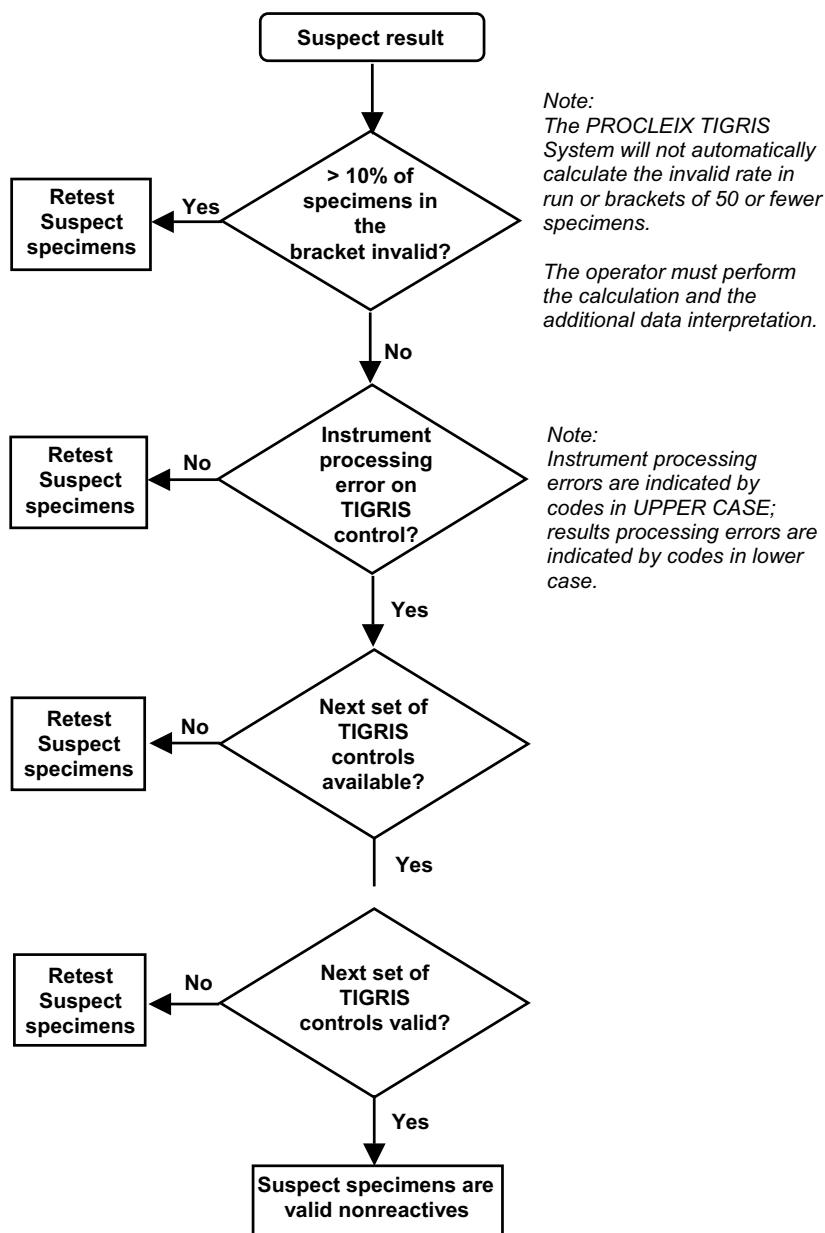 Suspect result
Note:
The PROCLEIX TIGRIS
System will not automatically
calculate the invalid rate in
run or brackets of 50 or fewer
specimens.
The operator must perform
the calculation and the
additional data interpretation.
> 10% of
specimens in
the
bracket invalid?
Yes
Retest
Suspect
specimens
No
Instrument
processing
error on
TIGRIS
control?
No
Retest
Suspect
specimens
Note:
Instrument processing
errors are indicated by
codes in UPPER CASE;
results processing errors are
indicated by codes in lower
case.
Yes
Next set of
TIGRIS
controls
available?
No
Retest
Suspect
specimens
Yes
Next set of
TIGRIS
controls valid?
No
Retest
Suspect
specimens
Yes
Suspect specimens are
valid nonreactives